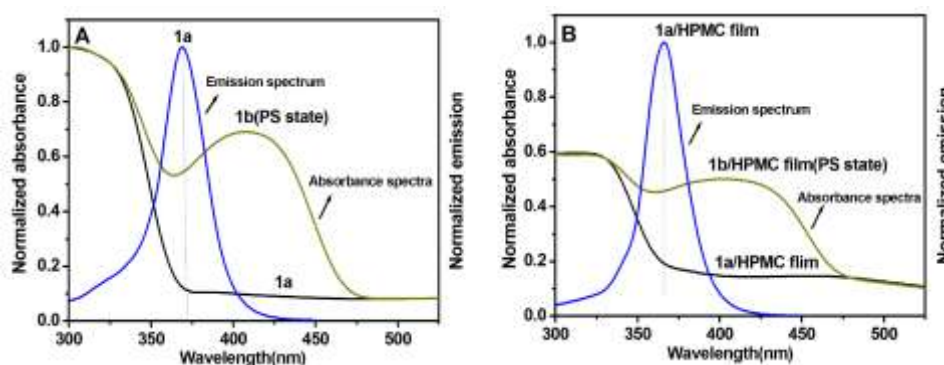 A
1a
Emission spectrum
1b(PS state)
Absorbance spectra
1a
Normalized absorbance
Normalized emission
1.0
0.8
0.6
0.4
0.2
0.0
300
350
400
450
500
Wavelength(nm)
B
1a/HPMC film
Emission spectrum
1b/HPMC film(PS state)
Absorbance spectra
1a/HPMC flim
Normalized absorbance
Normalized emission
1.0
0.8
0.6
0.4
0.2
0.0
300
350
400
450
500
Wavelength(nm)